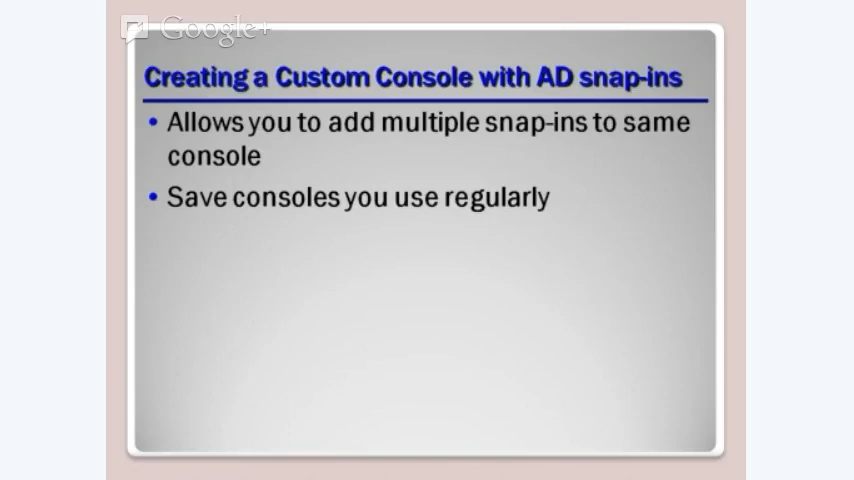 Google+
Creating a Custom Console with AD snap-ins
• Allows you to add multiple snap-ins to same
console
• Save consoles you use regularly